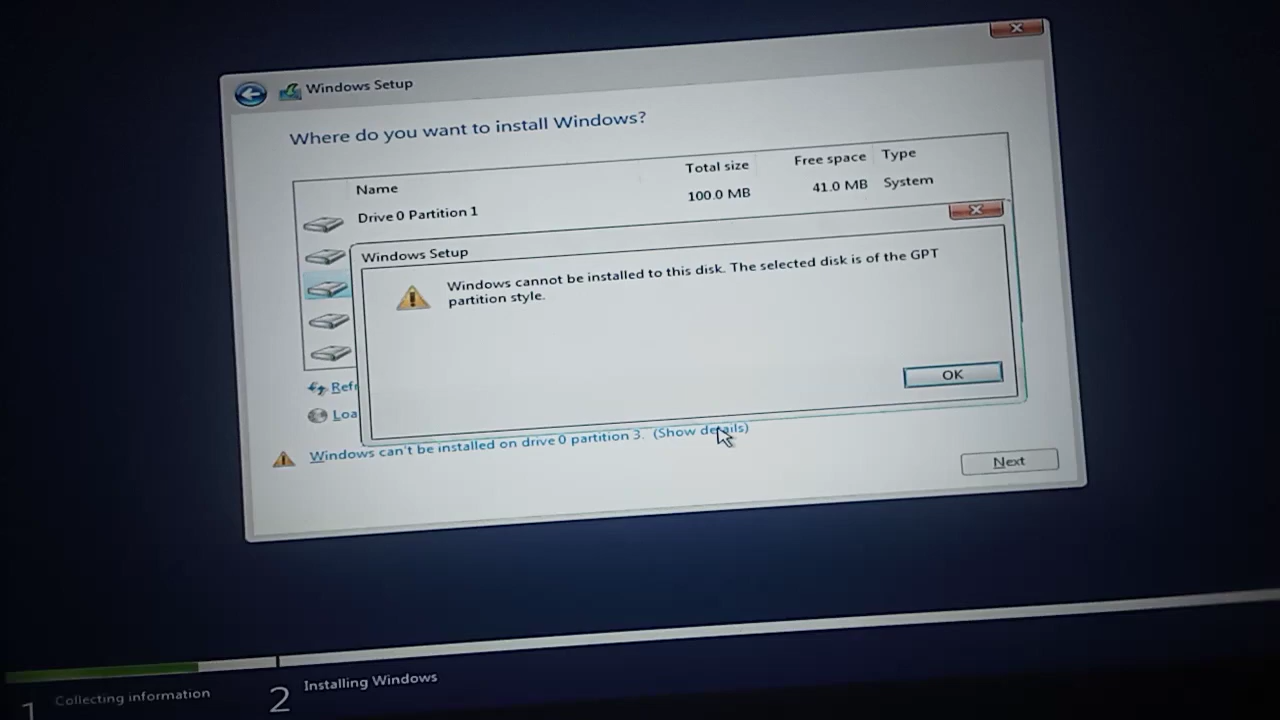 Windows Setup
Where do you want to install Windows?
Name Total size Free space Type
Drive 0 Partition 1 100.0 MB 41.0 MB System
Windows Setup
Windows cannot be installed to this disk. The selected disk is of the GPT
partition style.
OK
Refr
Loa
Windows can't be installed on drive 0 partition 3. (Show details)
Next
1 Collecting information
2 Installing Windows